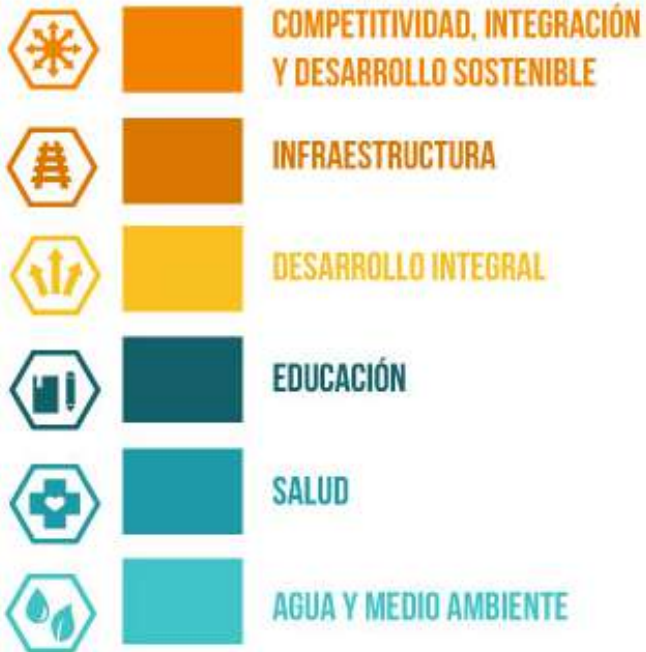 COMPETITIVIDAD, INTEGRACIÓN
Y DESARROLLO SOSTENIBLE
INFRAESTRUCTURA
DESARROLLO INTEGRAL
EDUCACIÓN
SALUD
AGUA Y MEDIO AMBIENTE